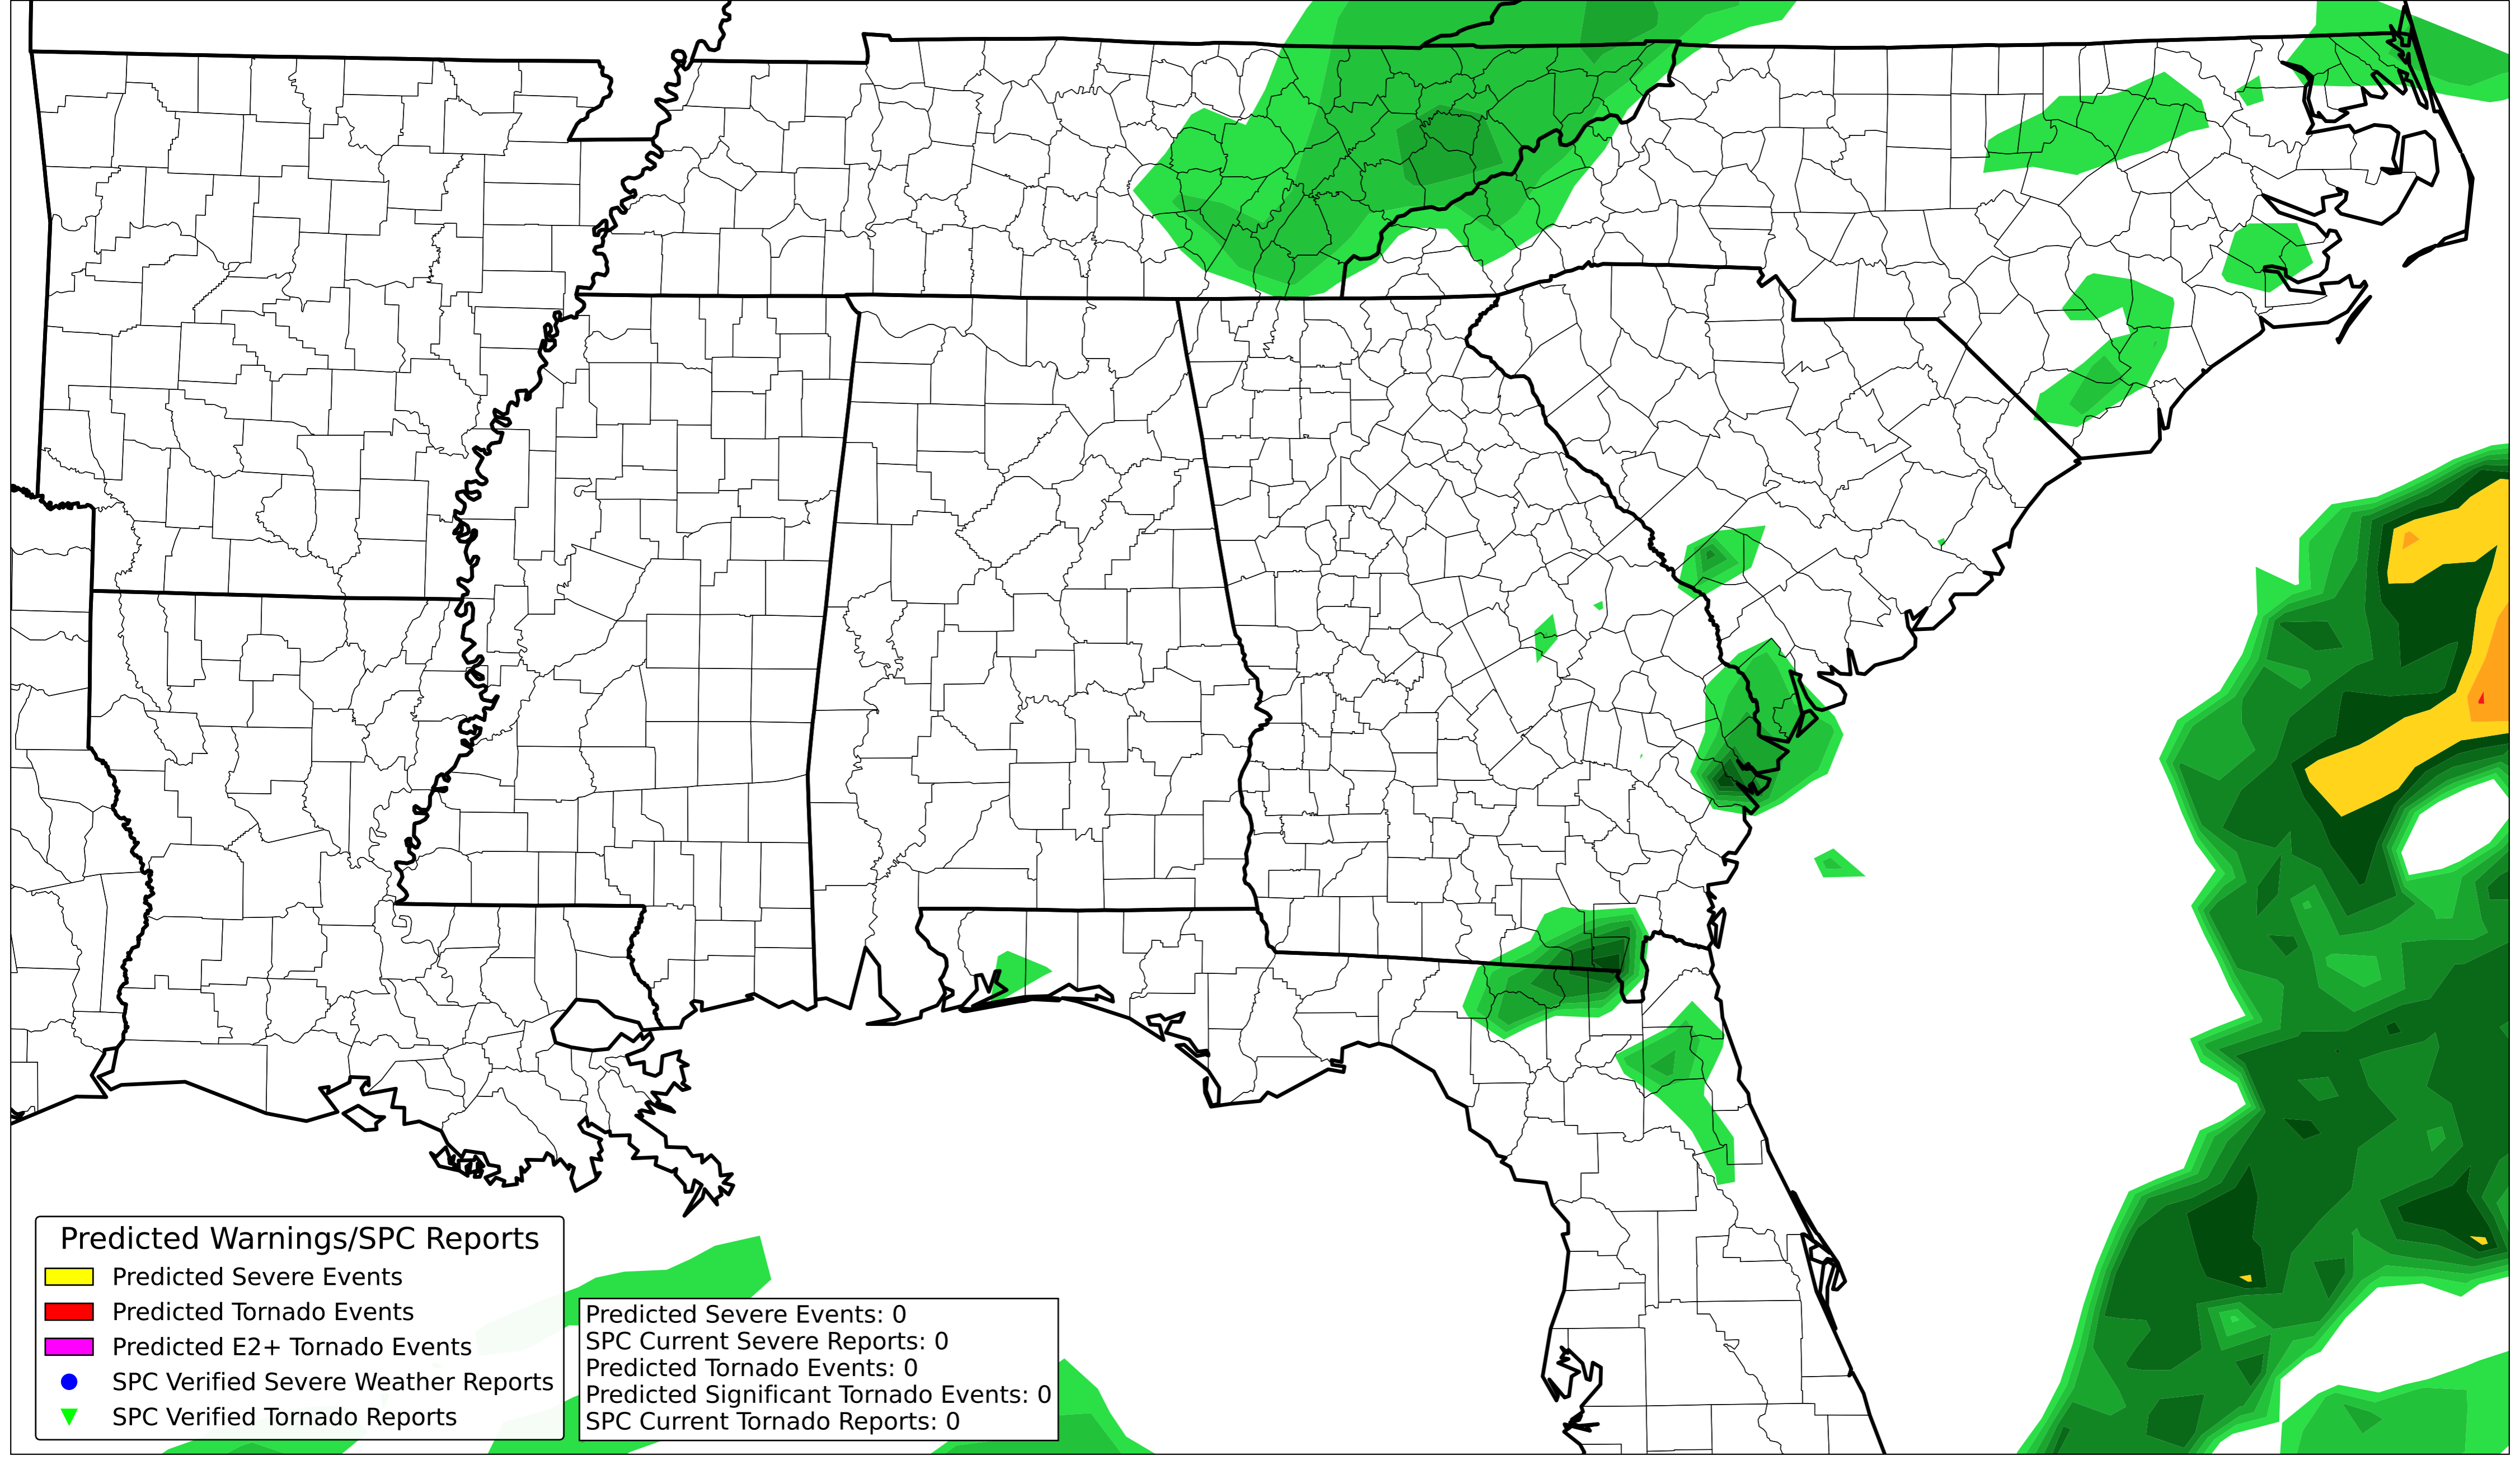 Predicted Warnings/SPC Reports
Predicted Severe Events
Predicted Tornado Events
Predicted E2+ Tornado Events
SPC Verified Severe Weather Reports
SPC Verified Tornado Reports
Predicted Severe Events: 0
SPC Current Severe Reports: 0
Predicted Tornado Events: 0
Predicted Significant Tornado Events: 0
SPC Current Tornado Reports: 0